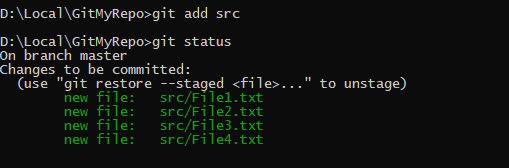 D:\Local\GitMyRepo>git add src
D:\Local\GitMyRepo>git status
On branch master
Changes to be committed:
  (use "git restore --staged <file>..." to unstage)
        new file:   src/File1.txt
        new file:   src/File2.txt
        new file:   src/File3.txt
        new file:   src/File4.txt